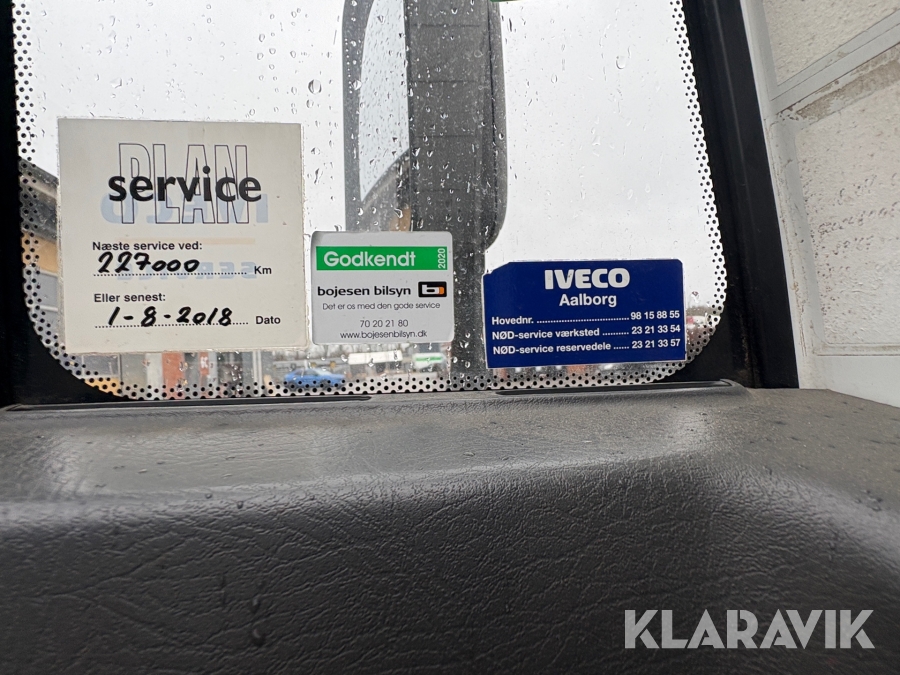 PLAN
service
Næste service ved:
227000 Km
Eller senest:
1-8-2018 Dato
Godkendt 2020
bojesen bilsyn b
Det er os med den gode service
70 20 21 80
www.bojesenbilsyn.dk
IVECO
Aalborg
Hovednr. 98 15 88 55
NØD-service værksted 23 21 33 54
NØD-service reservedele 23 21 33 57
KLARAVIK